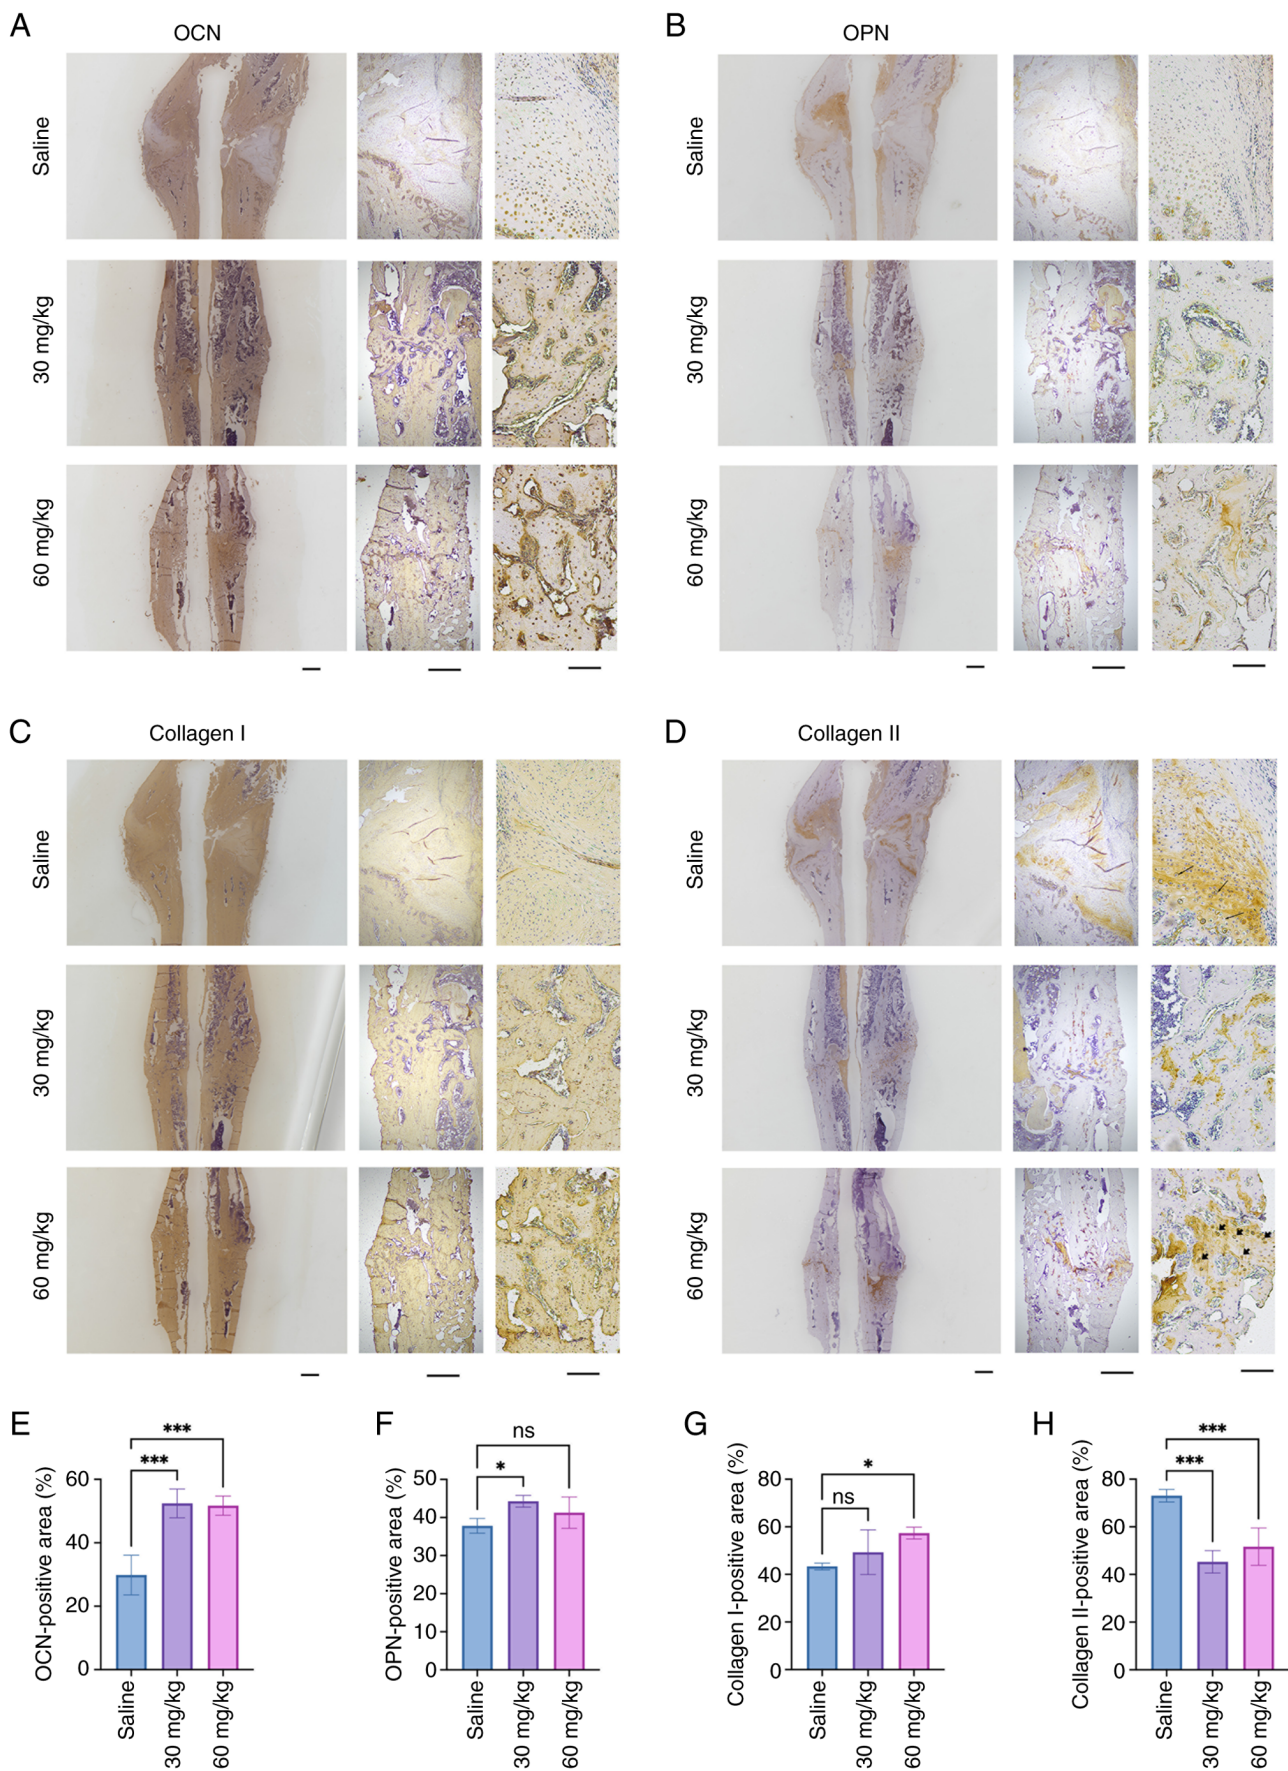 A
OCN
Saline
30 mg/kg
60 mg/kg
B
OPN
Saline
30 mg/kg
60 mg/kg
C
Collagen I
Saline
30 mg/kg
60 mg/kg
D
Collagen II
Saline
30 mg/kg
60 mg/kg
E
OCN-positive area (%)
***
***
60
40
20
0
Saline
30 mg/kg
60 mg/kg
F
OPN-positive area (%)
ns
*
50
40
30
20
10
0
Saline
30 mg/kg
60 mg/kg
G
Collagen I-positive area (%)
*
ns
80
60
40
20
0
Saline
30 mg/kg
60 mg/kg
H
Collagen II-positive area (%)
***
***
80
60
40
20
0
Saline
30 mg/kg
60 mg/kg